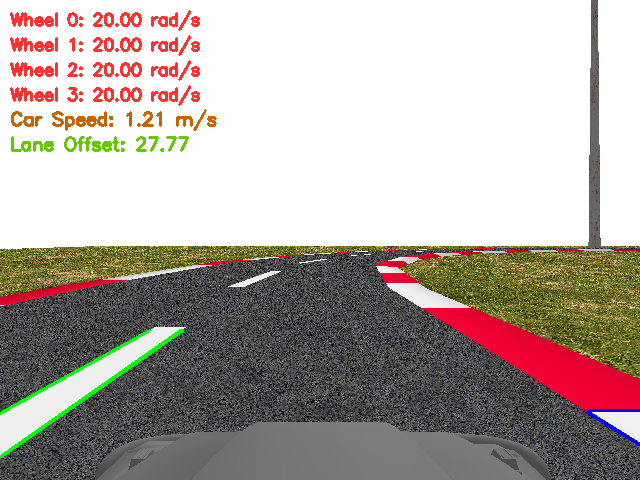 Wheel 0: 20.00 rad/s
Wheel 1: 20.00 rad/s
Wheel 2: 20.00 rad/s
Wheel 3: 20.00 rad/s
Car Speed: 1.21 m/s
Lane Offset: 27.77